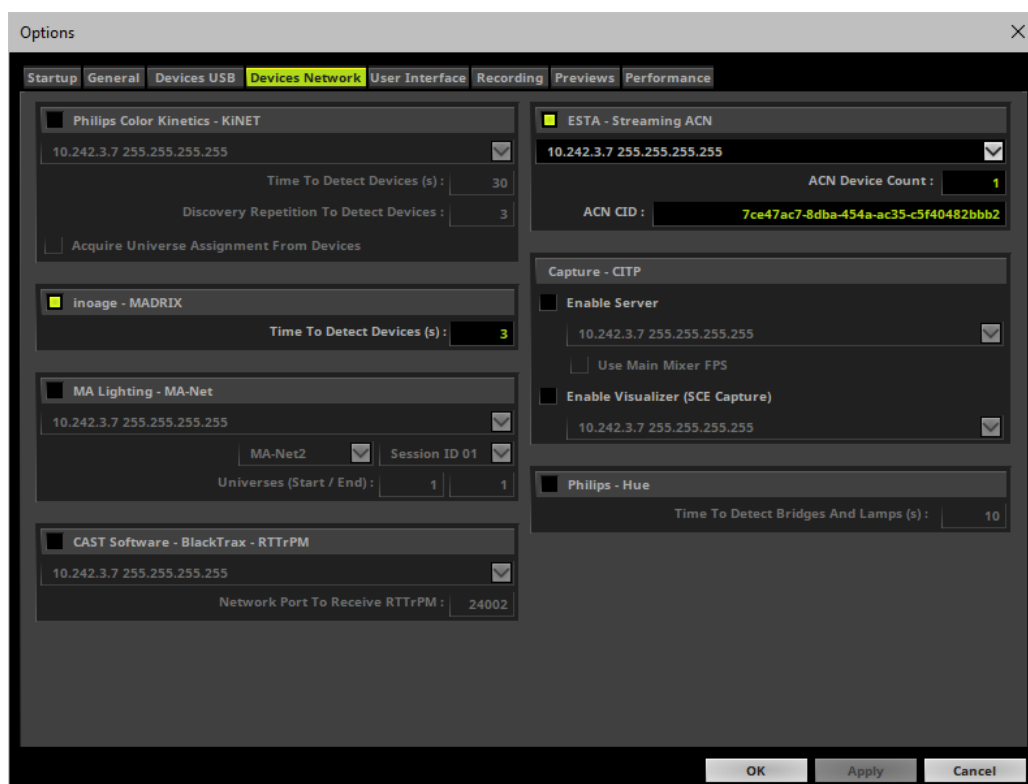 Options
Startup General Devices USB Devices Network User Interface Recording Previews Performance
Philips Color Kinetics - KiNET
10.242.3.7 255.255.255.255
Time To Detect Devices (s) : 30
Discovery Repetition To Detect Devices : 3
Acquire Universe Assignment From Devices
inoage - MADRIX
Time To Detect Devices (s) : 3
MA Lighting - MA-Net
10.242.3.7 255.255.255.255
MA-Net2 Session ID 01
Universes (Start / End) : 1 1
CAST Software - BlackTrax - RTTrPM
10.242.3.7 255.255.255.255
Network Port To Receive RTTrPM : 24002
ESTA - Streaming ACN
10.242.3.7 255.255.255.255
ACN Device Count : 1
ACN CID : 7ce47ac7-8dba-454a-ac35-c5f40482bbb2
Capture - CITP
Enable Server
10.242.3.7 255.255.255.255
Use Main Mixer FPS
Enable Visualizer (SCE Capture)
10.242.3.7 255.255.255.255
Philips - Hue
Time To Detect Bridges And Lamps (s) : 10
OK Apply Cancel